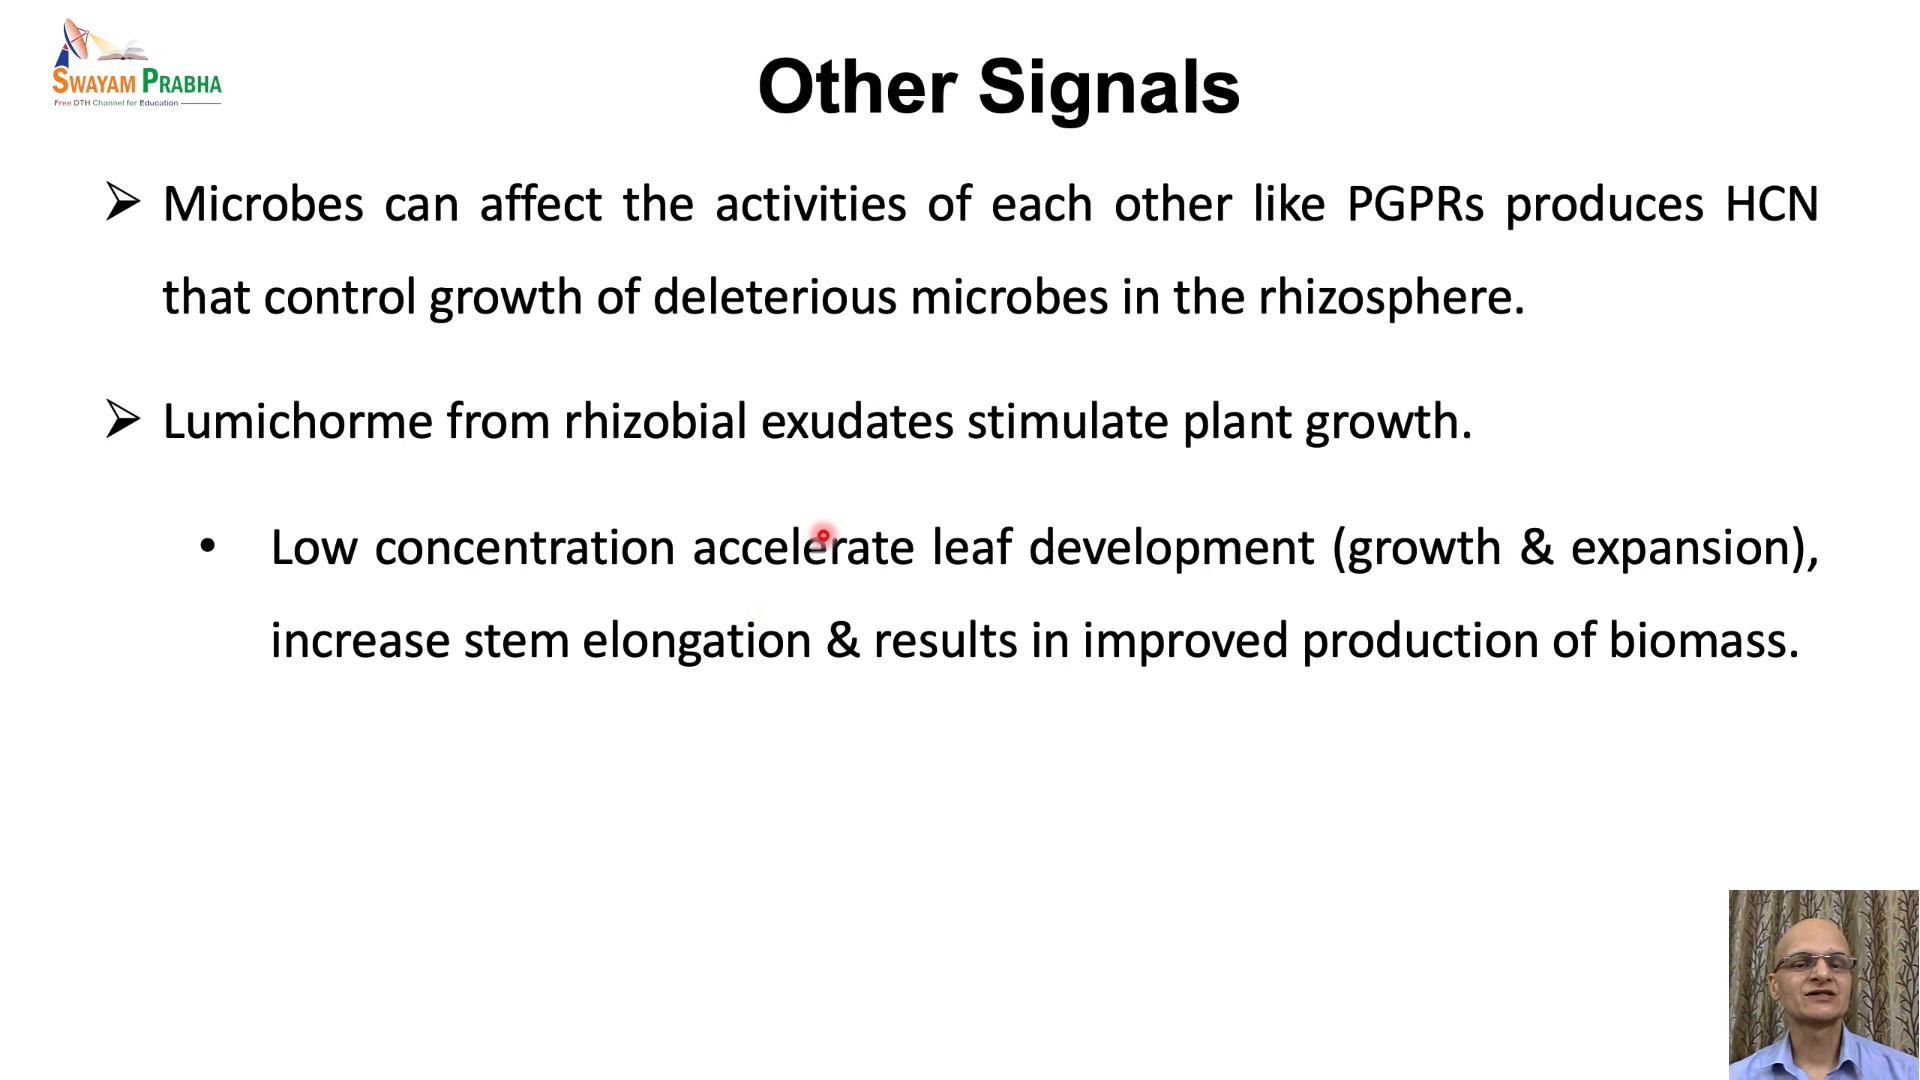 SWAYAM PRABHA
Free DTH Channel for Education
Other Signals
Microbes can affect the activities of each other like PGPRs produces HCN
that control growth of deleterious microbes in the rhizosphere.
Lumichorme from rhizobial exudates stimulate plant growth.
• Low concentration accelerate leaf development (growth & expansion),
increase stem elongation & results in improved production of biomass.